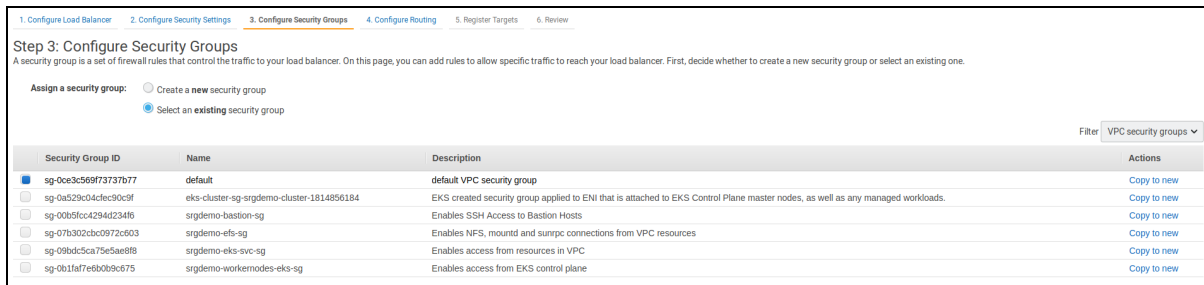 1. Configure Load Balancer 2. Configure Security Settings 3. Configure Security Groups 4. Configure Routing 5. Register Targets 6. Review
Step 3: Configure Security Groups
A security group is a set of firewall rules that control the traffic to your load balancer. On this page, you can add rules to allow specific traffic to reach your load balancer. First, decide whether to create a new security group or select an existing one.
Assign a security group: Create a new security group
Select an existing security group
Filter VPC security groups
Security Group ID Name Description Actions
sg-0ce3c569f73737b77 default default VPC security group Copy to new
sg-0a529c04cfec90c9f eks-cluster-sg-srgdemo-cluster-1814856184 EKS created security group applied to ENI that is attached to EKS Control Plane master nodes, as well as any managed workloads. Copy to new
sg-00b5fcc4294d234f6 srgdemo-bastion-sg Enables SSH Access to Bastion Hosts Copy to new
sg-07b302cbc0972c603 srgdemo-efs-sg Enables NFS, mountd and sunrpc connections from VPC resources Copy to new
sg-09bdc5ca75e5ae8f8 srgdemo-eks-svc-sg Enables access from resources in VPC Copy to new
sg-0b1faf7e6b0b9c675 srgdemo-workernodes-eks-sg Enables access from EKS control plane Copy to new